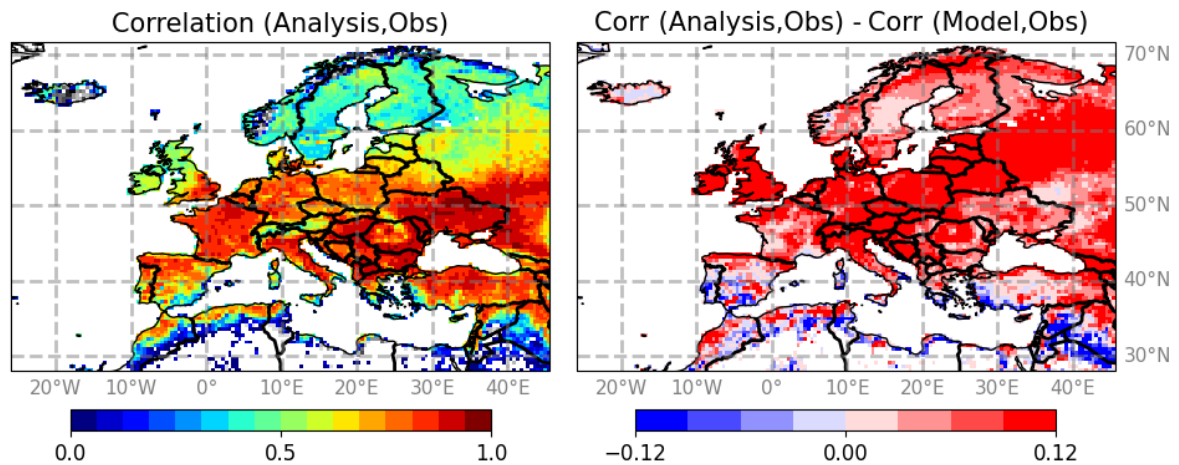 Correlation (Analysis,Obs)
Corr (Analysis,Obs) - Corr (Model,Obs)
70°N
60°N
50°N
40°N
30°N
20°W 10°W 0° 10°E 20°E 30°E 40°E
20°W 10°W 0° 10°E 20°E 30°E 40°E
0.0 0.5 1.0
−0.12 0.00 0.12